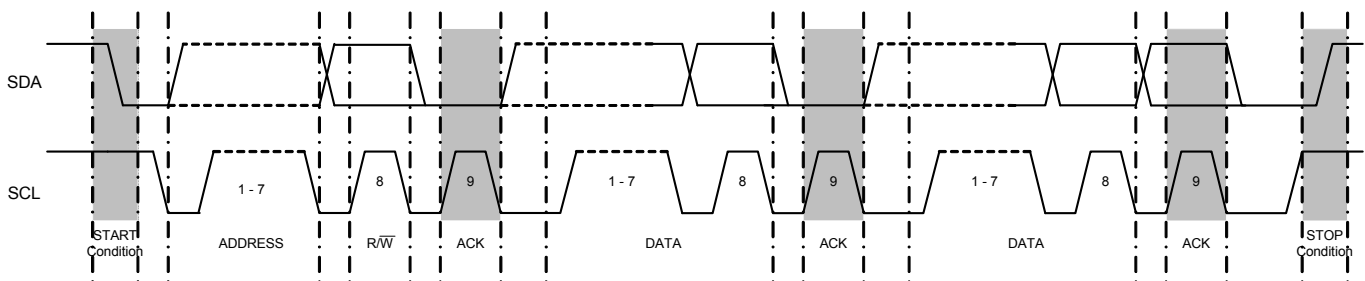 SDA
SCL
1 - 7
8
9
1 - 7
8
9
1 - 7
8
9
START
Condition
ADDRESS
R/W̅
ACK
DATA
ACK
DATA
ACK
STOP
Condition